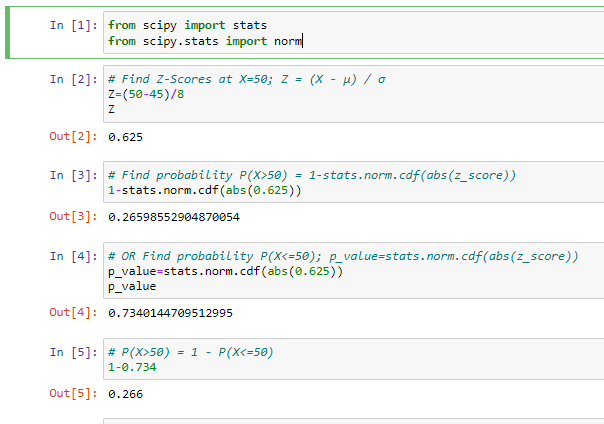 In [1]: from scipy import stats
from scipy.stats import norm
In [2]: # Find Z-Scores at X=50; Z = (X - μ) / σ
Z=(50-45)/8
Z
Out[2]: 0.625
In [3]: # Find probability P(X>50) = 1-stats.norm.cdf(abs(z_score))
1-stats.norm.cdf(abs(0.625))
Out[3]: 0.26598552904870054
In [4]: # OR Find probability P(X<=50); p_value=stats.norm.cdf(abs(z_score))
p_value=stats.norm.cdf(abs(0.625))
p_value
Out[4]: 0.7340144709512995
In [5]: # P(X>50) = 1 - P(X<=50)
1-0.734
Out[5]: 0.266